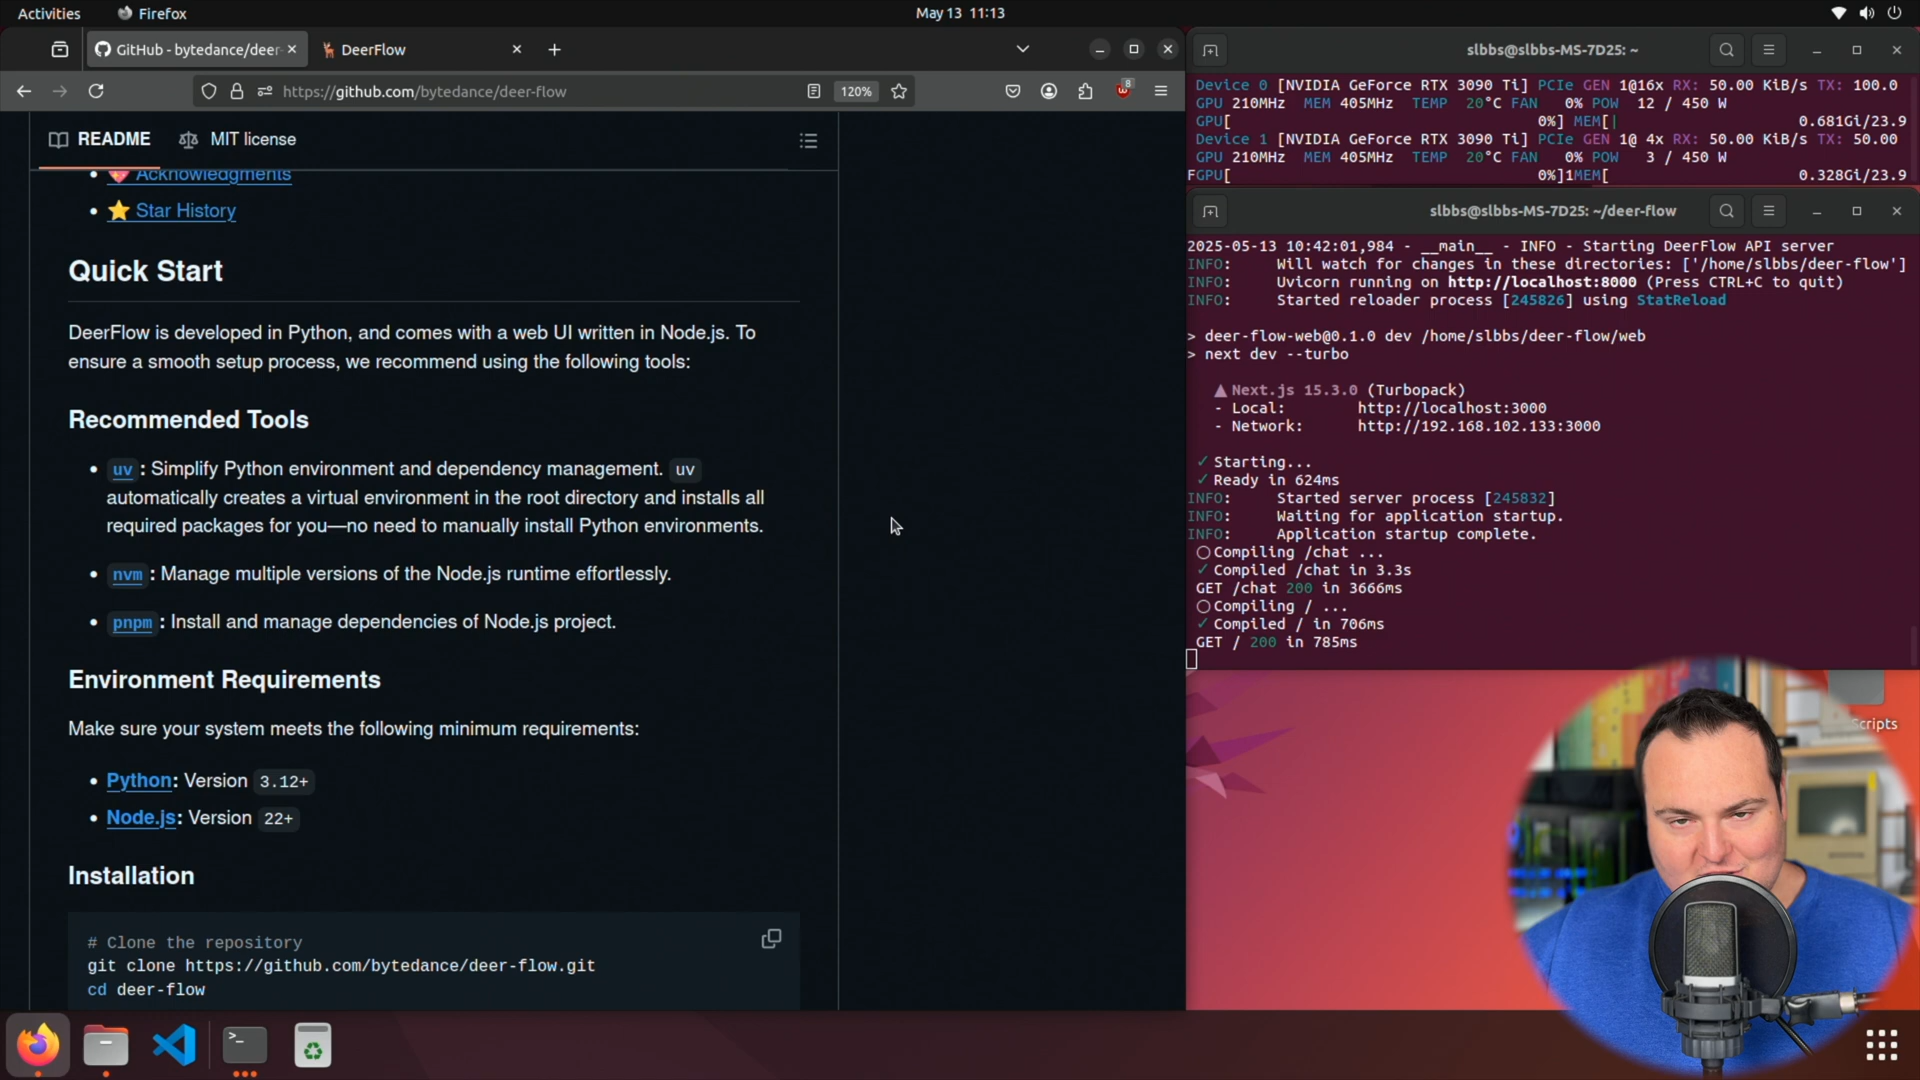 Activities
Firefox
May 13 11:13
GitHub - bytedance/deer-
DeerFlow
https://github.com/bytedance/deer-flow
120%
8
README
MIT license
Acknowledgments
Star History
Quick Start
DeerFlow is developed in Python, and comes with a web UI written in Node.js. To
ensure a smooth setup process, we recommend using the following tools:
Recommended Tools
uv: Simplify Python environment and dependency management. uv
automatically creates a virtual environment in the root directory and installs all
required packages for you—no need to manually install Python environments.
nvm: Manage multiple versions of the Node.js runtime effortlessly.
pnpm: Install and manage dependencies of Node.js project.
Environment Requirements
Make sure your system meets the following minimum requirements:
Python: Version 3.12+
Node.js: Version 22+
Installation
# Clone the repository
git clone https://github.com/bytedance/deer-flow.git
cd deer-flow
slbbs@slbbs-MS-7D25: ~
Device 0 [NVIDIA GeForce RTX 3090 Ti] PCIe GEN 1@16x RX: 50.00 KiB/s TX: 100.0
GPU 210MHz MEM 405MHz TEMP 20°C FAN 0% POW 12 / 450 W
GPU[ 0%] MEM[| 0.681Gi/23.9
Device 1 [NVIDIA GeForce RTX 3090 Ti] PCIe GEN 1@ 4x RX: 50.00 KiB/s TX: 50.00
GPU 210MHz MEM 405MHz TEMP 20°C FAN 0% POW 3 / 450 W
FGPU[ 0%]1MEM[ 0.328Gi/23.9
slbbs@slbbs-MS-7D25: ~/deer-flow
2025-05-13 10:42:01,984 - __main__ - INFO - Starting DeerFlow API server
INFO: Will watch for changes in these directories: ['/home/slbbs/deer-flow']
INFO: Uvicorn running on http://localhost:8000 (Press CTRL+C to quit)
INFO: Started reloader process [245826] using StatReload
> deer-flow-web@0.1.0 dev /home/slbbs/deer-flow/web
> next dev --turbo
▲ Next.js 15.3.0 (Turbopack)
- Local: http://localhost:3000
- Network: http://192.168.102.133:3000
✓ Starting...
✓ Ready in 624ms
INFO: Started server process [245832]
INFO: Waiting for application startup.
INFO: Application startup complete.
○ Compiling /chat ...
✓ Compiled /chat in 3.3s
GET /chat 200 in 3666ms
○ Compiling / ...
✓ Compiled / in 706ms
GET / 200 in 785ms
Scripts